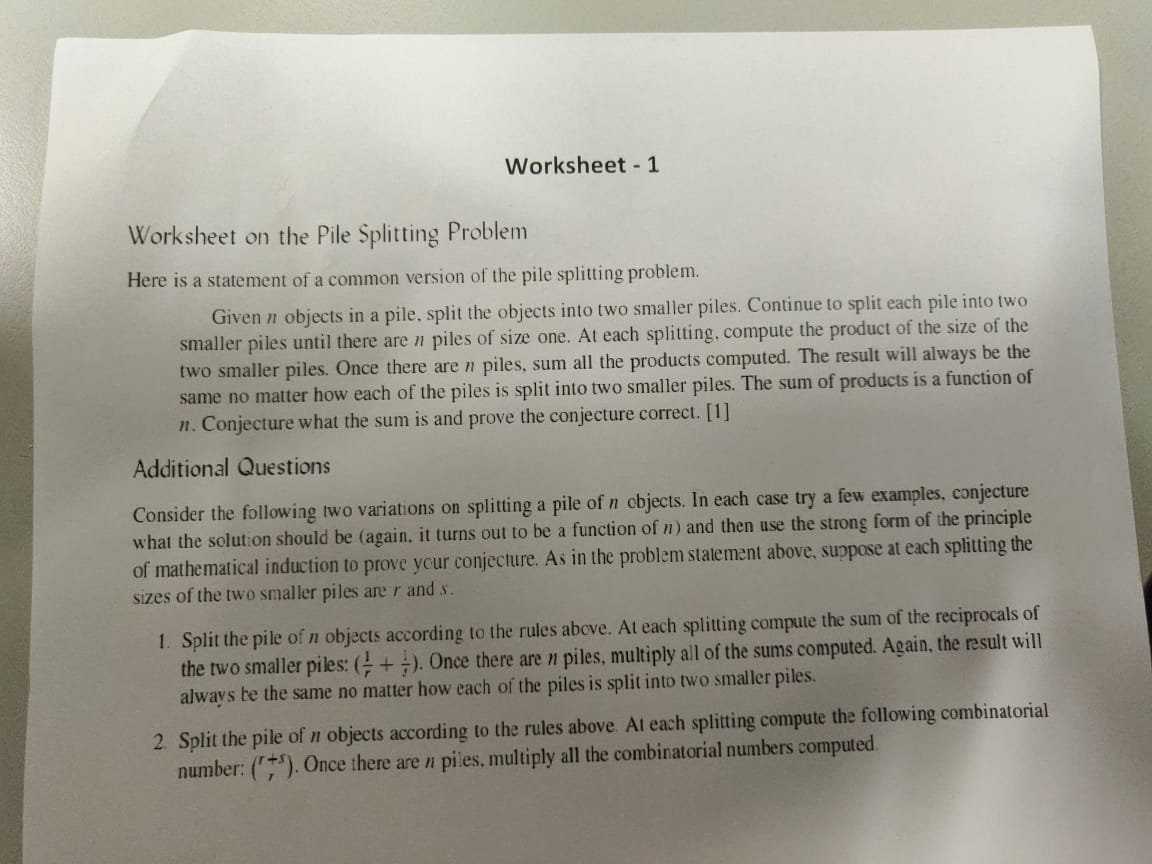 Worksheet - 1
Worksheet on the Pile Splitting Problem
Here is a statement of a common version of the pile splitting problem.
Given n objects in a pile, split the objects into two smaller piles. Continue to split each pile into two
smaller piles until there are n piles of size one. At each splitting, compute the product of the size of the
two smaller piles. Once there are n piles, sum all the products computed. The result will always be the
same no matter how each of the piles is split into two smaller piles. The sum of products is a function of
n. Conjecture what the sum is and prove the conjecture correct. [1]
Additional Questions
Consider the following two variations on splitting a pile of n objects. In each case try a few examples, conjecture
what the solution should be (again, it turns out to be a function of n) and then use the strong form of the principle
of mathematical induction to prove your conjecture. As in the problem statement above, suppose at each splitting the
sizes of the two smaller piles are r and s.
1. Split the pile of n objects according to the rules above. At each splitting compute the sum of the reciprocals of
the two smaller piles: (1/r + 1/s). Once there are n piles, multiply all of the sums computed. Again, the result will
always be the same no matter how each of the piles is split into two smaller piles.
2. Split the pile of n objects according to the rules above. At each splitting compute the following combinatorial
number: (r+s r). Once there are n piles, multiply all the combinatorial numbers computed.